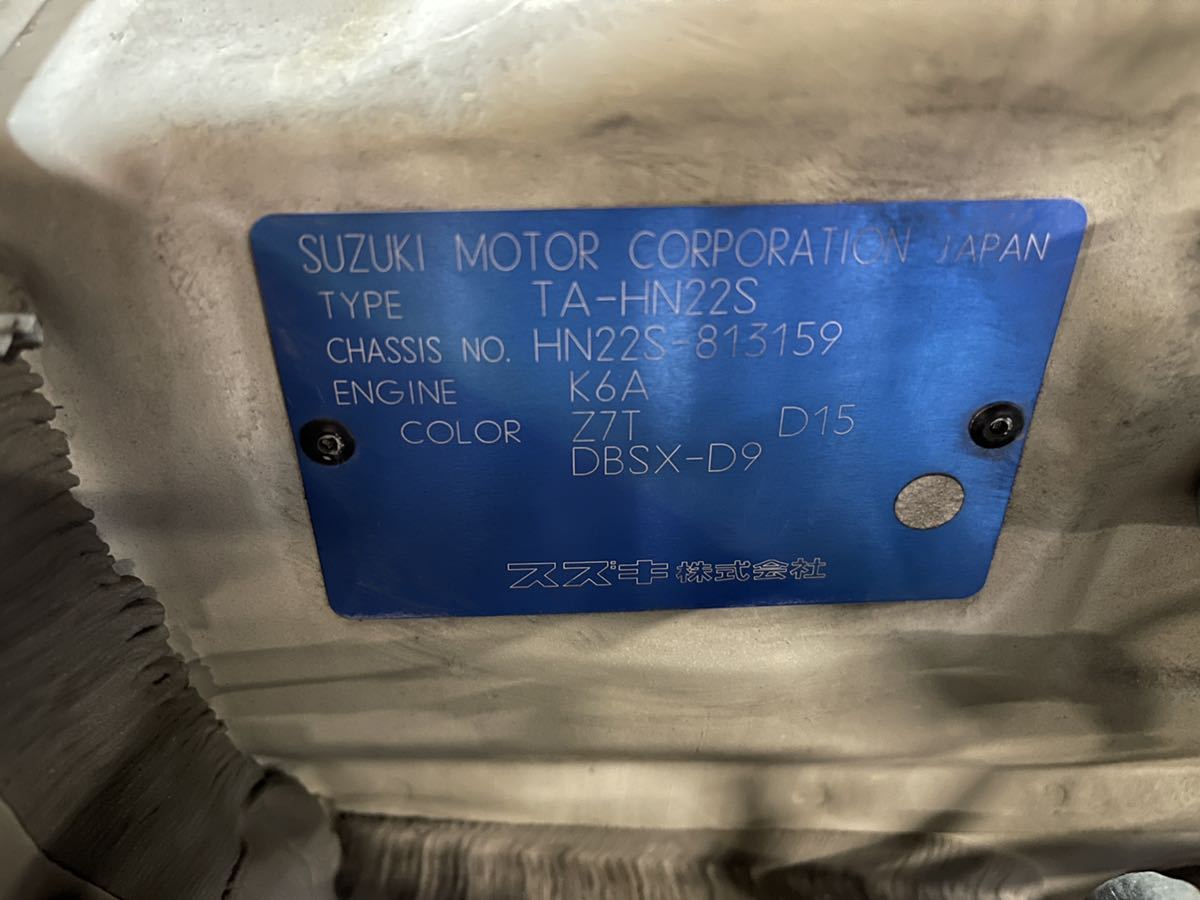 SUZUKI MOTOR CORPORATION JAPAN
TYPE TA-HN22S
CHASSIS NO. HN22S-813159
ENGINE K6A
COLOR Z7T D15
DBSX-D9
スズキ株式会社